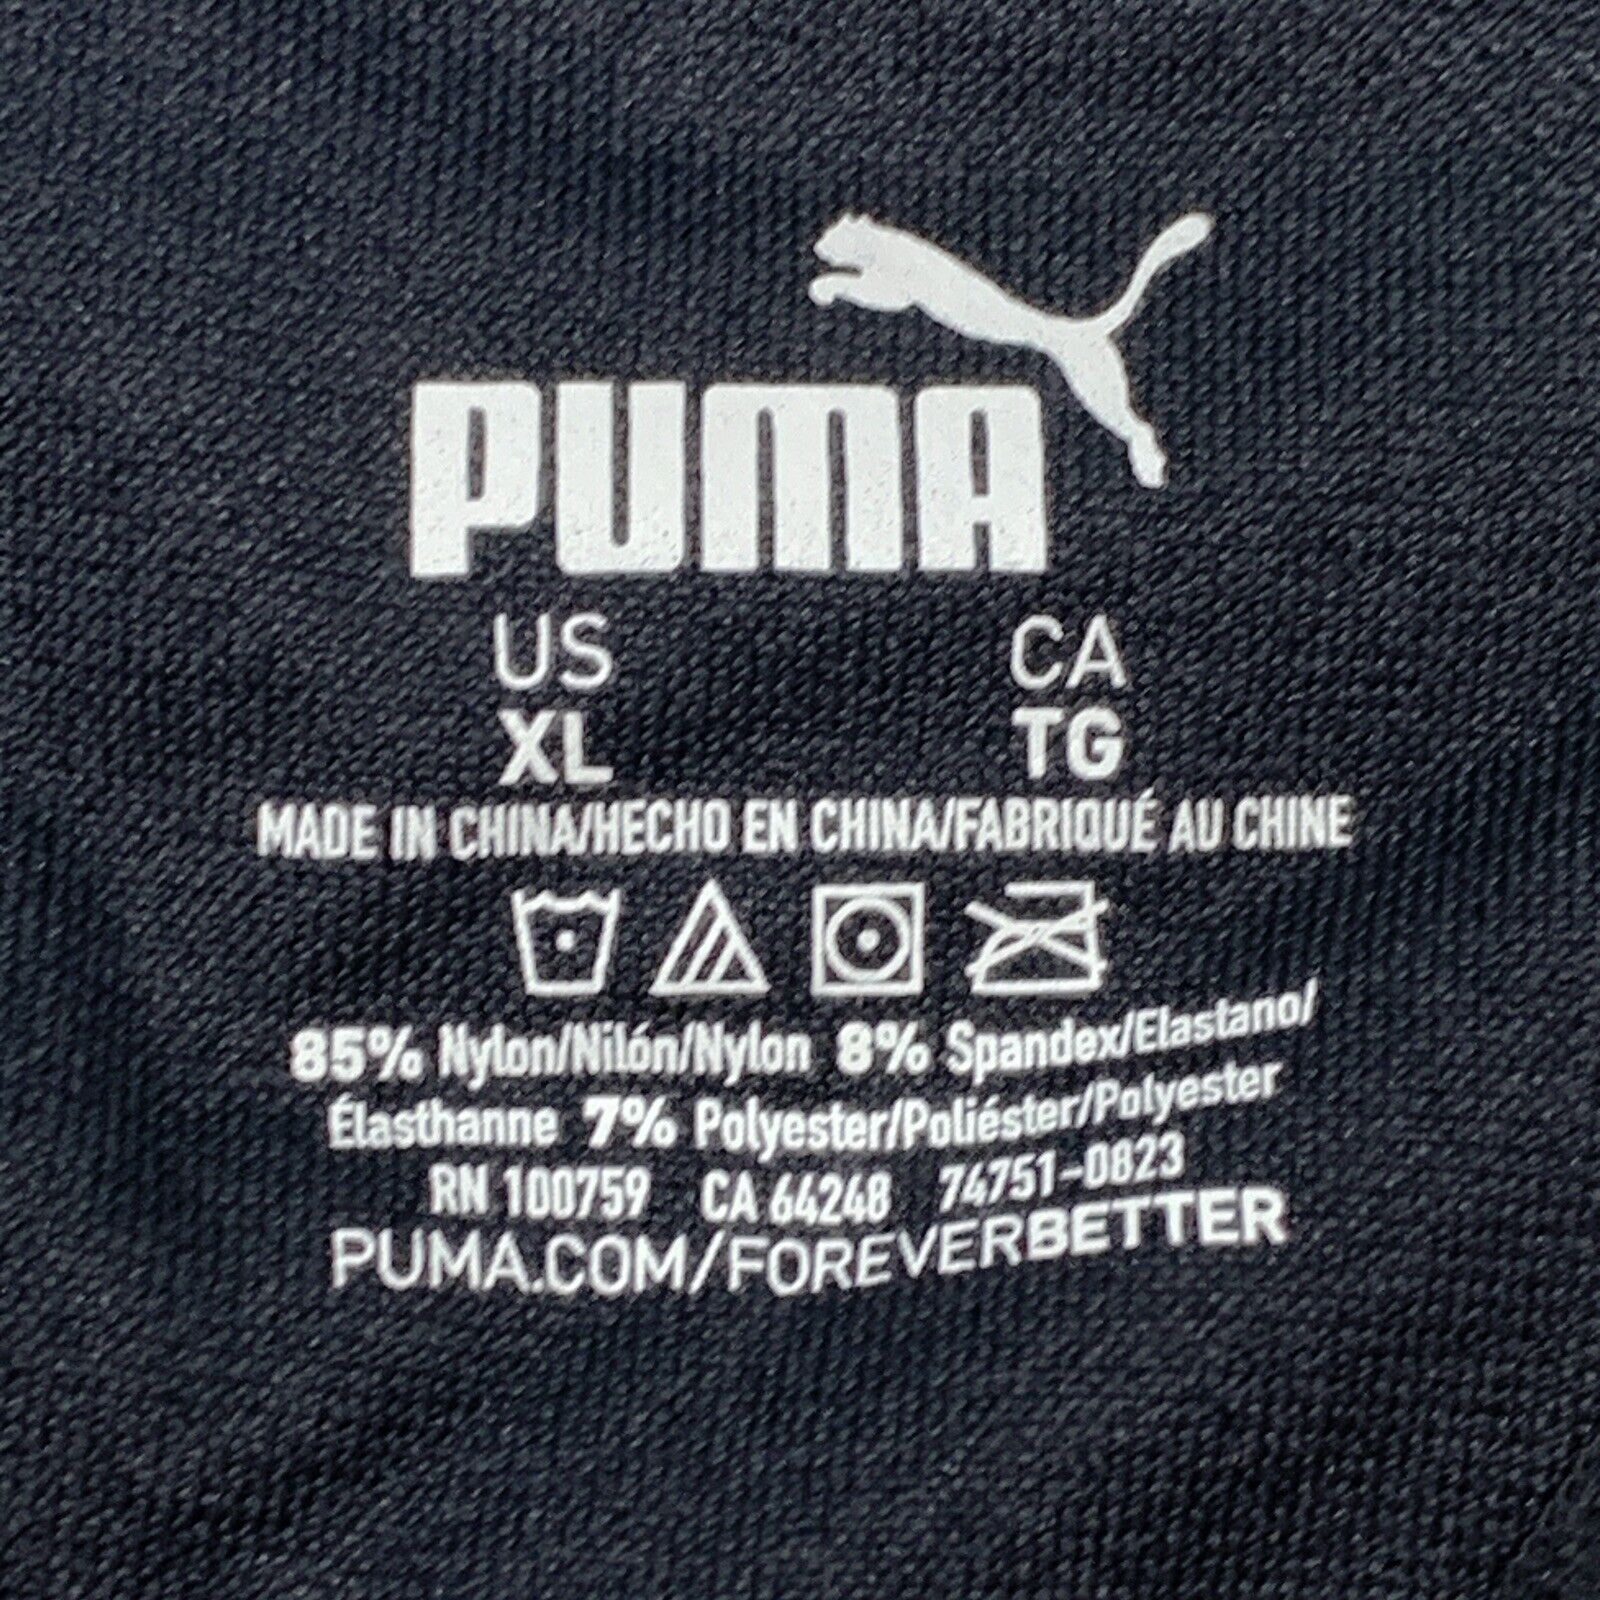 PUMA
US CA
XL TG
MADE IN CHINA/HECHO EN CHINA/FABRIQUÉ AU CHINE
85% Nylon/Nilón/Nylon 8% Spandex/Elastano/
Élasthanne 7% Polyester/Poliéster/Polyester
RN 100759 CA 64248 74751-0823
PUMA.COM/FOREVERBETTER